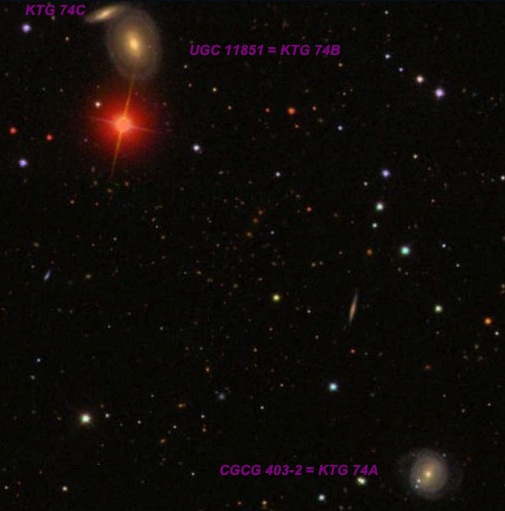 KTG 74C
UGC 11851 = KTG 74B
CGCG 403-2 = KTG 74A